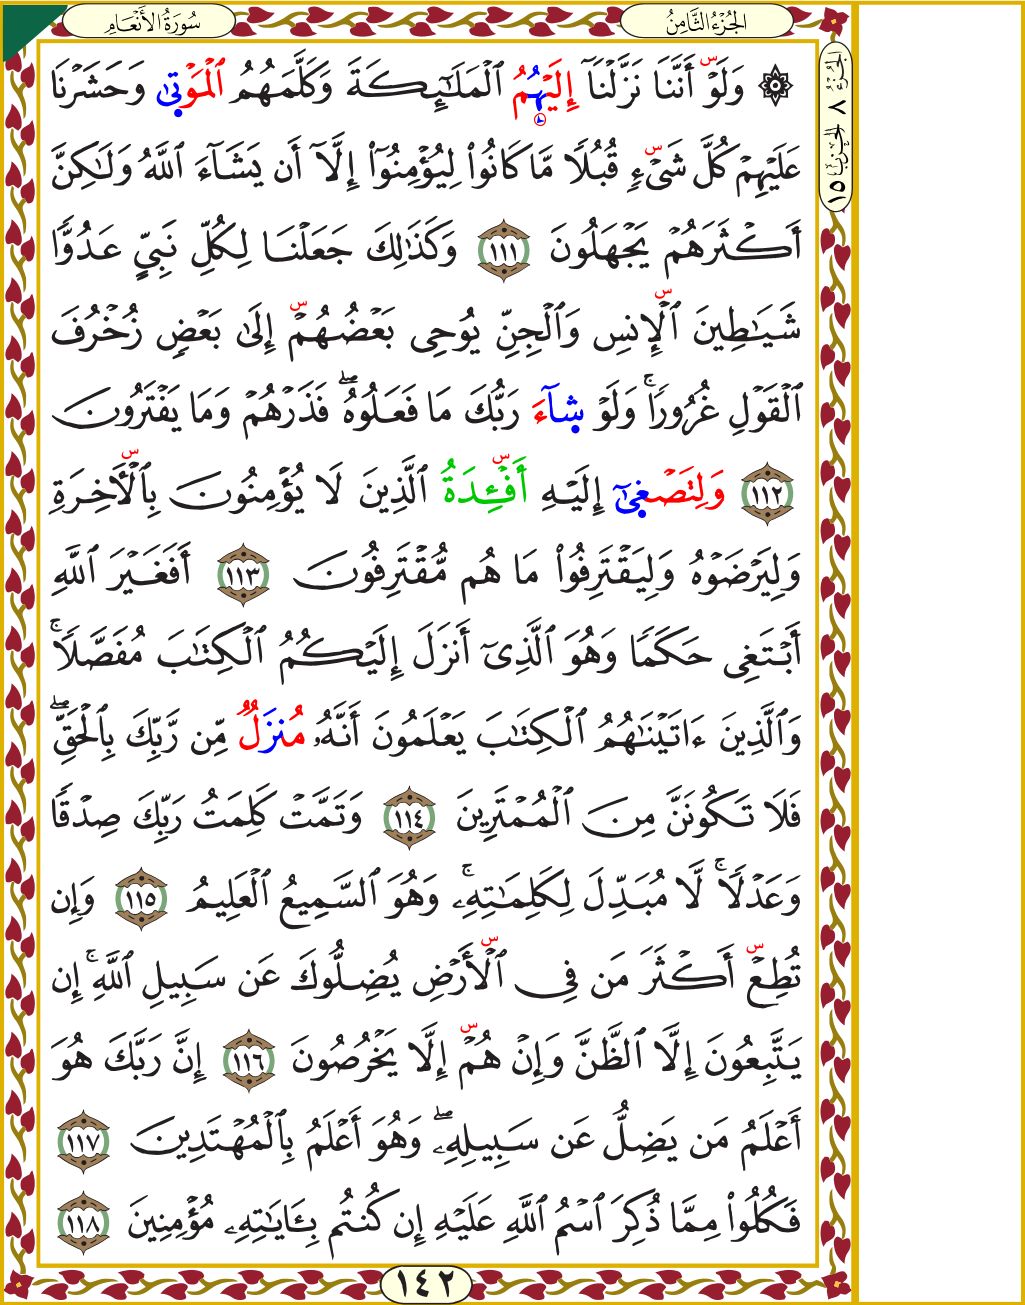 سُورَةُ الأَنْعَامِ
الجُزْءُ الثَّامِنُ
الجُزْءُ ٨ الحِزْبُ ١٥
۞ وَلَوْ أَنَّنَا نَزَّلْنَآ إِلَيْهُمُ ٱلْمَلَـٰٓئِكَةَ وَكَلَّمَهُمُ ٱلْمَوْتَىٰ وَحَشَرْنَا
عَلَيْهِمْ كُلَّ شَىْءٍ قُبُلًا مَّا كَانُوا۟ لِيُؤْمِنُوٓا۟ إِلَّآ أَن يَشَآءَ ٱللَّهُ وَلَـٰكِنَّ
أَكْثَرَهُمْ يَجْهَلُونَ ١١١ وَكَذَٰلِكَ جَعَلْنَا لِكُلِّ نَبِىٍّ عَدُوًّا
شَيَـٰطِينَ ٱلْإِنسِ وَٱلْجِنِّ يُوحِى بَعْضُهُمْ إِلَىٰ بَعْضٍ زُخْرُفَ
ٱلْقَوْلِ غُرُورًا ۚ وَلَوْ شَآءَ رَبُّكَ مَا فَعَلُوهُ ۖ فَذَرْهُمْ وَمَا يَفْتَرُونَ
١١٢ وَلِتَصْغَىٰٓ إِلَيْهِ أَفْـِٔدَةُ ٱلَّذِينَ لَا يُؤْمِنُونَ بِٱلْـَٔاخِرَةِ
وَلِيَرْضَوْهُ وَلِيَقْتَرِفُوا۟ مَا هُم مُّقْتَرِفُونَ ١١٣ أَفَغَيْرَ ٱللَّهِ
أَبْتَغِى حَكَمًا وَهُوَ ٱلَّذِىٓ أَنزَلَ إِلَيْكُمُ ٱلْكِتَـٰبَ مُفَصَّلًا ۚ
وَٱلَّذِينَ ءَاتَيْنَـٰهُمُ ٱلْكِتَـٰبَ يَعْلَمُونَ أَنَّهُۥ مُنزَلٌ مِّن رَّبِّكَ بِٱلْحَقِّ ۖ
فَلَا تَكُونَنَّ مِنَ ٱلْمُمْتَرِينَ ١١٤ وَتَمَّتْ كَلِمَتُ رَبِّكَ صِدْقًا
وَعَدْلًا ۚ لَّا مُبَدِّلَ لِكَلِمَـٰتِهِۦ ۚ وَهُوَ ٱلسَّمِيعُ ٱلْعَلِيمُ ١١٥ وَإِن
تُطِعْ أَكْثَرَ مَن فِى ٱلْأَرْضِ يُضِلُّوكَ عَن سَبِيلِ ٱللَّهِ ۚ إِن
يَتَّبِعُونَ إِلَّا ٱلظَّنَّ وَإِنْ هُمْ إِلَّا يَخْرُصُونَ ١١٦ إِنَّ رَبَّكَ هُوَ
أَعْلَمُ مَن يَضِلُّ عَن سَبِيلِهِۦ ۖ وَهُوَ أَعْلَمُ بِٱلْمُهْتَدِينَ ١١٧
فَكُلُوا۟ مِمَّا ذُكِرَ ٱسْمُ ٱللَّهِ عَلَيْهِ إِن كُنتُم بِـَٔايَـٰتِهِۦ مُؤْمِنِينَ ١١٨
١٤٢